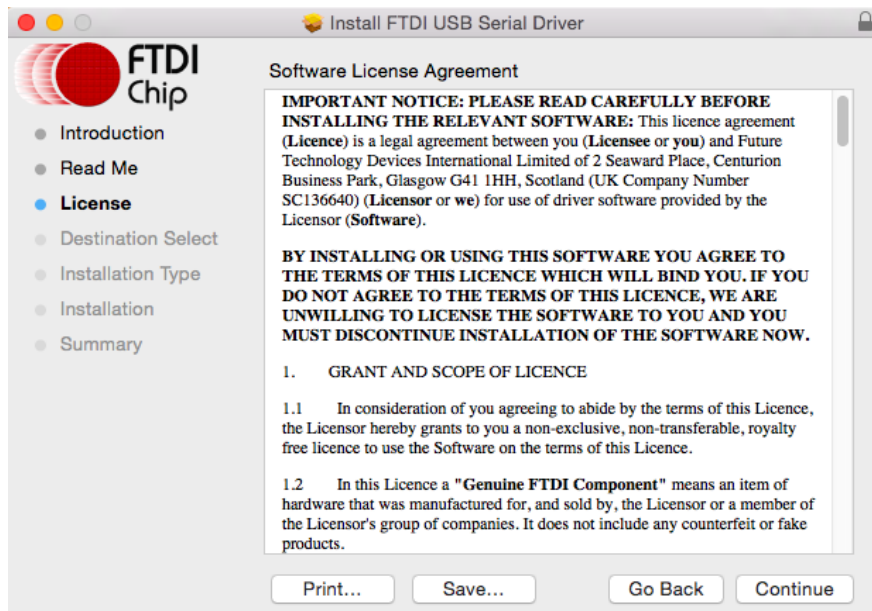 Install FTDI USB Serial Driver
FTDI
Chip
Introduction
Read Me
License
Destination Select
Installation Type
Installation
Summary
Software License Agreement
IMPORTANT NOTICE: PLEASE READ CAREFULLY BEFORE
INSTALLING THE RELEVANT SOFTWARE: This licence agreement
(Licence) is a legal agreement between you (Licensee or you) and Future
Technology Devices International Limited of 2 Seaward Place, Centurion
Business Park, Glasgow G41 1HH, Scotland (UK Company Number
SC136640) (Licensor or we) for use of driver software provided by the
Licensor (Software).
BY INSTALLING OR USING THIS SOFTWARE YOU AGREE TO
THE TERMS OF THIS LICENCE WHICH WILL BIND YOU. IF YOU
DO NOT AGREE TO THE TERMS OF THIS LICENCE, WE ARE
UNWILLING TO LICENSE THE SOFTWARE TO YOU AND YOU
MUST DISCONTINUE INSTALLATION OF THE SOFTWARE NOW.
1. GRANT AND SCOPE OF LICENCE
1.1 In consideration of you agreeing to abide by the terms of this Licence,
the Licensor hereby grants to you a non-exclusive, non-transferable, royalty
free licence to use the Software on the terms of this Licence.
1.2 In this Licence a "Genuine FTDI Component" means an item of
hardware that was manufactured for, and sold by, the Licensor or a member of
the Licensor's group of companies. It does not include any counterfeit or fake
products.
Print... Save... Go Back Continue